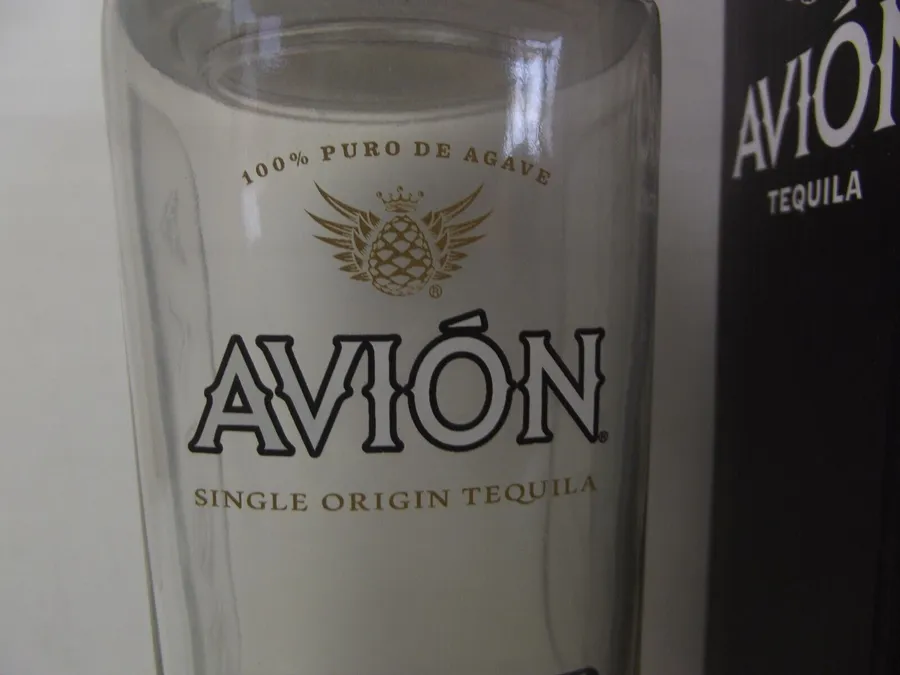 100% PURO DE AGAVE
®
AVIÓN®
SINGLE ORIGIN TEQUILA
AVIÓN
TEQUILA